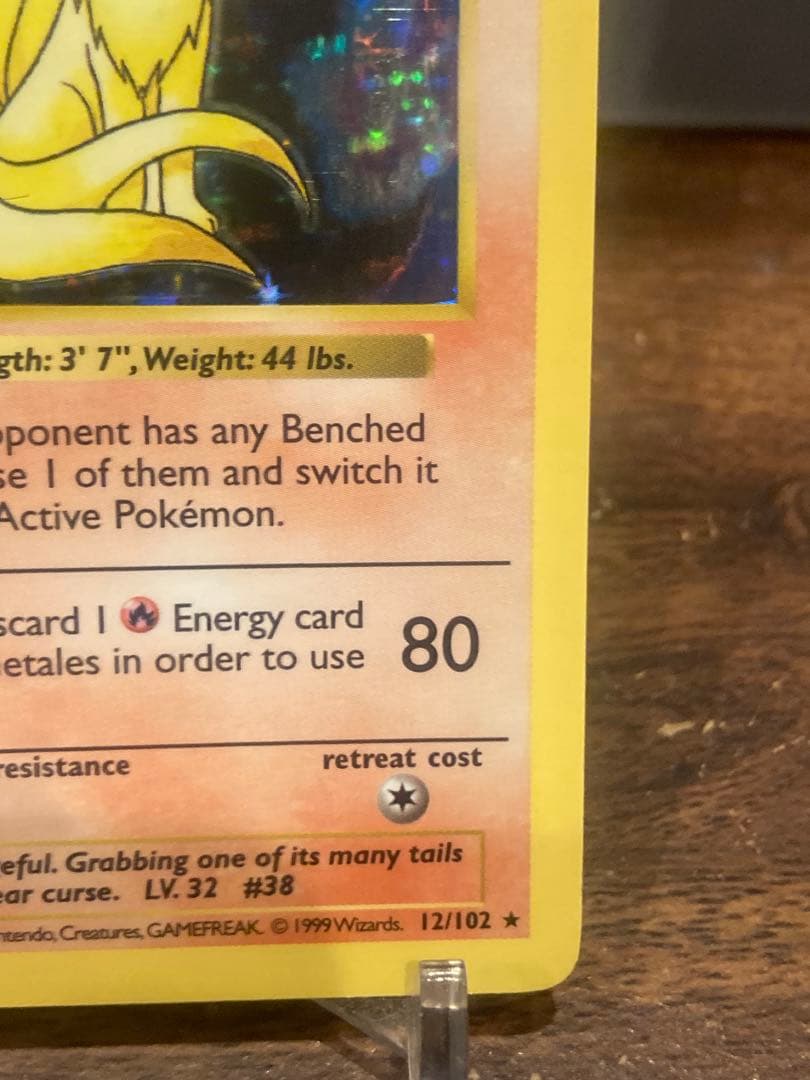 gth: 3' 7", Weight: 44 lbs.
pponent has any Benched
se 1 of them and switch it
Active Pokémon.
scard 1 Energy card
etales in order to use 80
resistance retreat cost
eful. Grabbing one of its many tails
ear curse. LV. 32 #38
ntendo, Creatures, GAMEFREAK. © 1999 Wizards. 12/102 ★